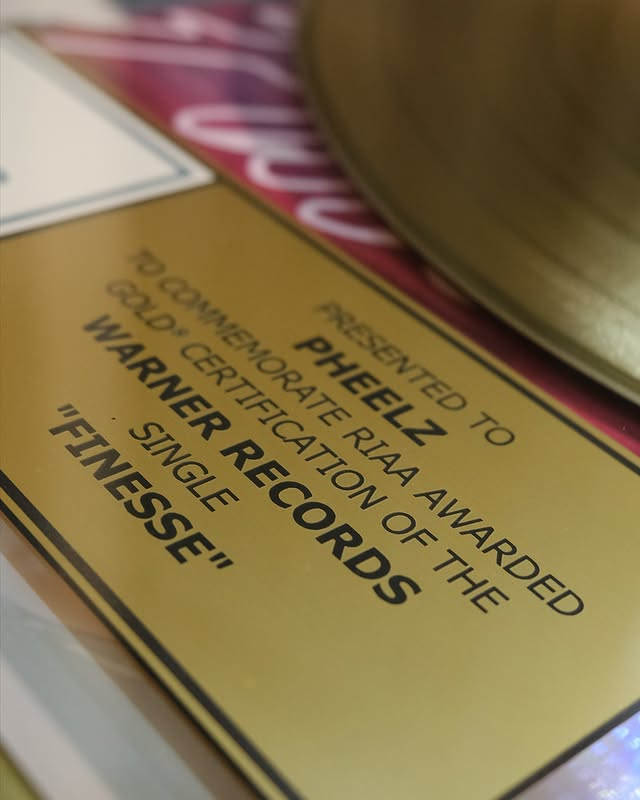 PRESENTED TO
PHEELZ
TO COMMEMORATE RIAA AWARDED
GOLD® CERTIFICATION OF THE
WARNER RECORDS
SINGLE
"FINESSE"